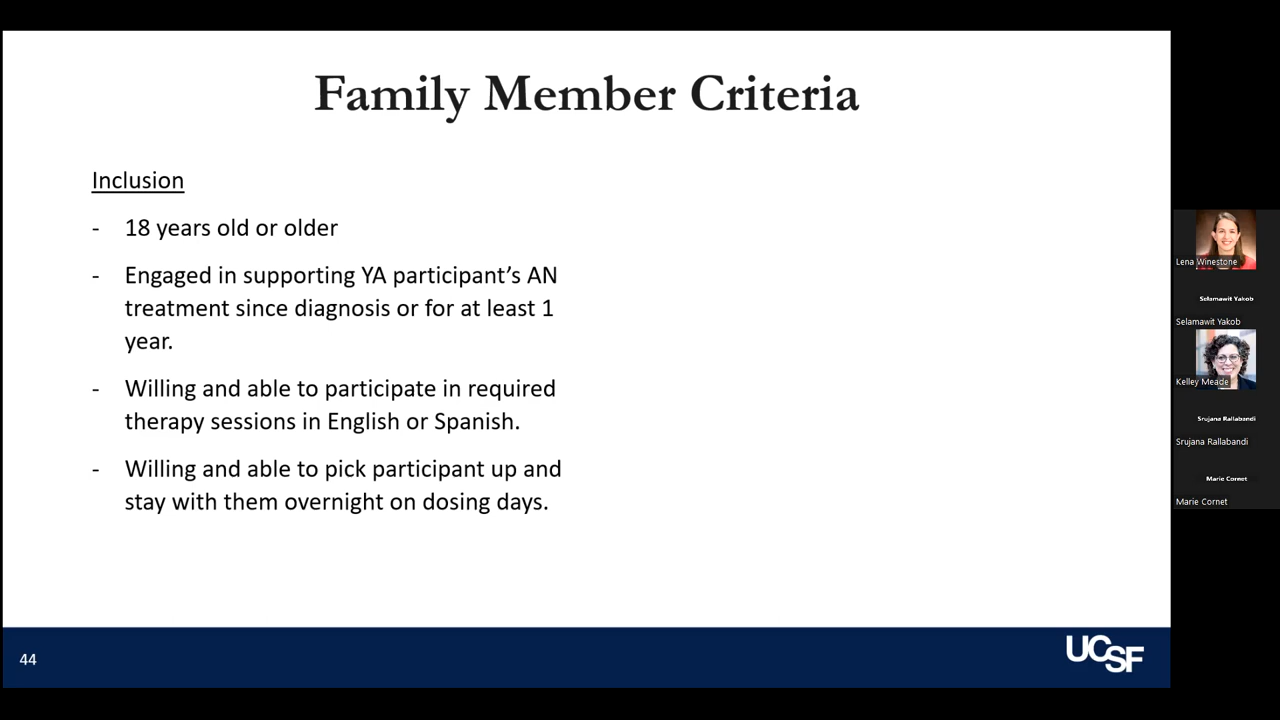 Family Member Criteria
Inclusion
- 18 years old or older
- Engaged in supporting YA participant's AN
treatment since diagnosis or for at least 1
year.
- Willing and able to participate in required
therapy sessions in English or Spanish.
- Willing and able to pick participant up and
stay with them overnight on dosing days.
44
UCSF
Lena Winestone
Selamawit Yakob
Selamawit Yakob
Kelley Meade
Srujana Rallabandi
Srujana Rallabandi
Marie Cornet
Marie Cornet